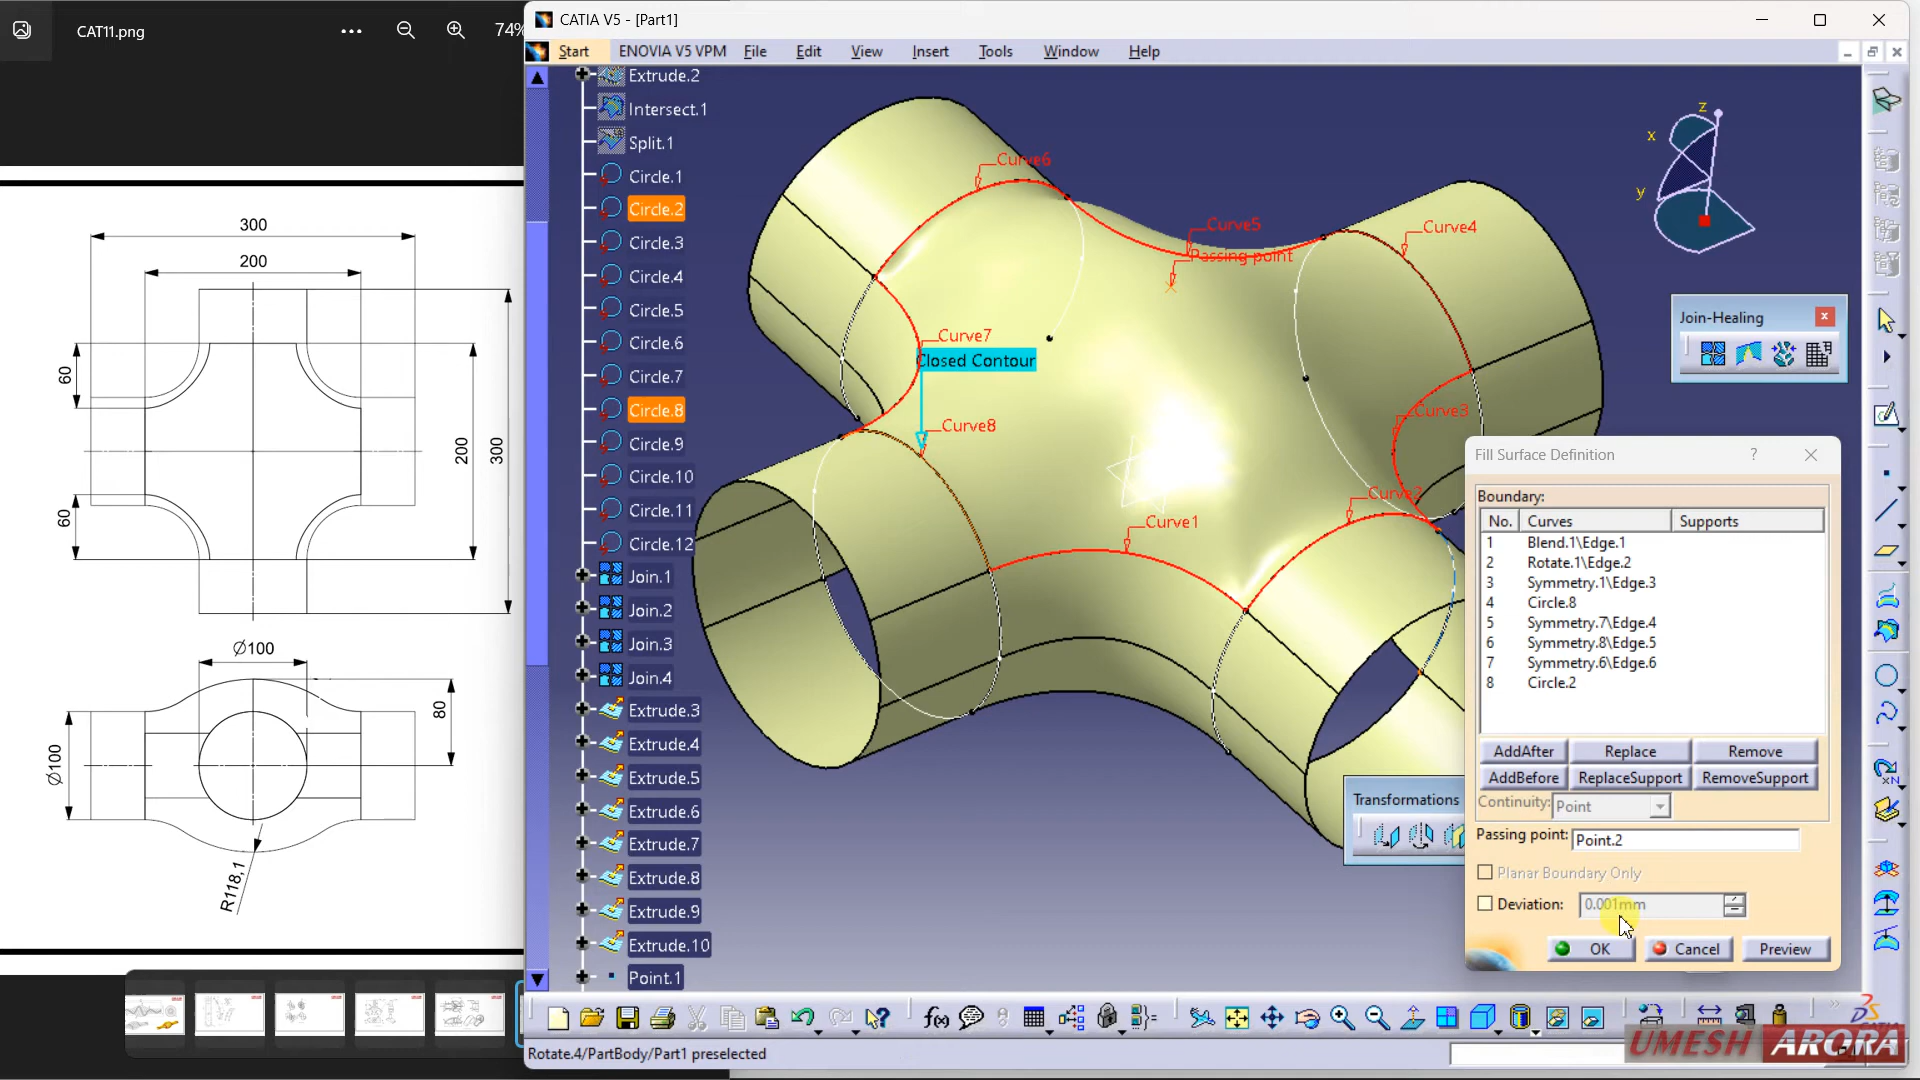 CAT11.png
74%
CATIA V5 - [Part1]
Start
ENOVIA V5 VPM
File
Edit
View
Insert
Tools
Window
Help
300
200
60
60
200
300
Ø100
Ø100
80
R118,1
Extrude.2
Intersect.1
Split.1
Circle.1
Circle.2
Circle.3
Circle.4
Circle.5
Circle.6
Circle.7
Circle.8
Circle.9
Circle.10
Circle.11
Circle.12
Join.1
Join.2
Join.3
Join.4
Extrude.3
Extrude.4
Extrude.5
Extrude.6
Extrude.7
Extrude.8
Extrude.9
Extrude.10
Point.1
Curve6
Curve5
Passing point
Curve4
Curve7
Closed Contour
Curve3
Curve8
Curve2
Curve1
z
x
y
Join-Healing
Transformations
Fill Surface Definition
Boundary:
No. Curves Supports
1 Blend.1\Edge.1
2 Rotate.1\Edge.2
3 Symmetry.1\Edge.3
4 Circle.8
5 Symmetry.7\Edge.4
6 Symmetry.8\Edge.5
7 Symmetry.6\Edge.6
8 Circle.2
AddAfter Replace Remove
AddBefore ReplaceSupport RemoveSupport
Continuity: Point
Passing point: Point.2
Planar Boundary Only
Deviation: 0.001mm
OK Cancel Preview
Rotate.4/PartBody/Part1 preselected
UMESH ARORA